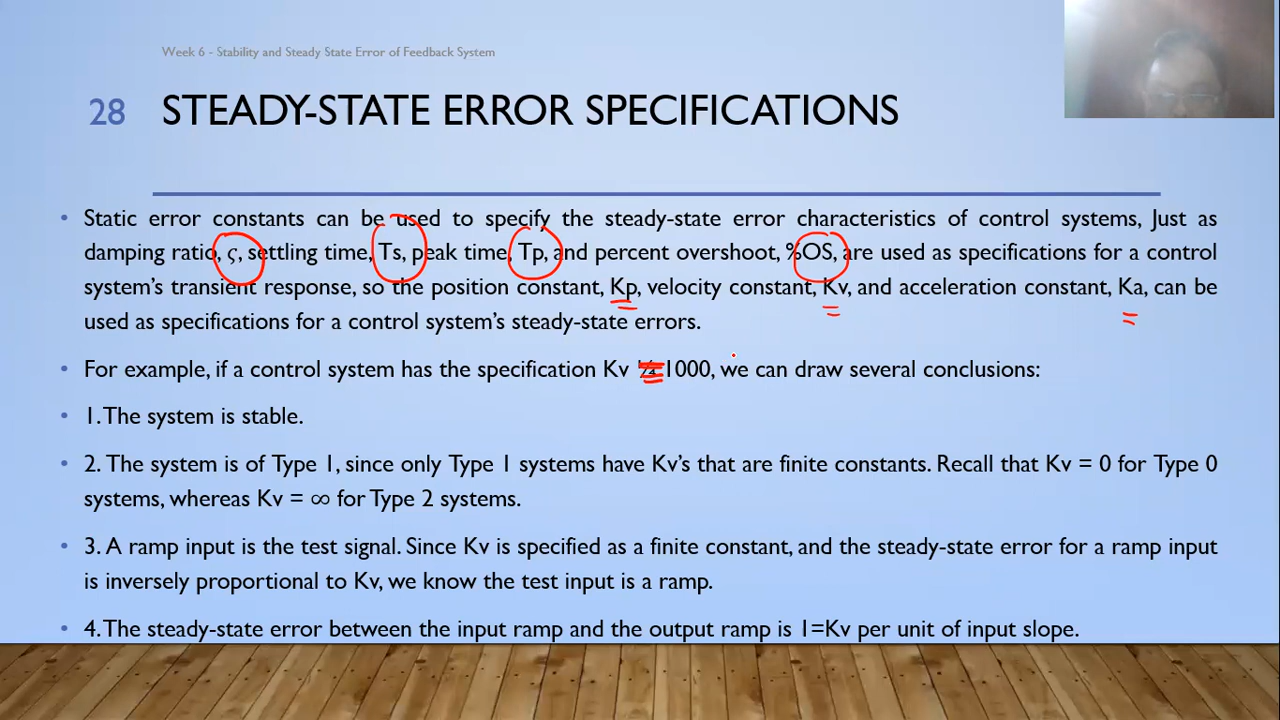 Week 6 - Stability and Steady State Error of Feedback System
28 STEADY-STATE ERROR SPECIFICATIONS
• Static error constants can be used to specify the steady-state error characteristics of control systems, Just as
damping ratio, ς, settling time, Ts, peak time, Tp, and percent overshoot, %OS, are used as specifications for a control
system's transient response, so the position constant, Kp, velocity constant, Kv, and acceleration constant, Ka, can be
used as specifications for a control system's steady-state errors.
• For example, if a control system has the specification Kv = 1000, we can draw several conclusions:
• 1. The system is stable.
• 2. The system is of Type 1, since only Type 1 systems have Kv's that are finite constants. Recall that Kv = 0 for Type 0
systems, whereas Kv = ∞ for Type 2 systems.
• 3. A ramp input is the test signal. Since Kv is specified as a finite constant, and the steady-state error for a ramp input
is inversely proportional to Kv, we know the test input is a ramp.
• 4. The steady-state error between the input ramp and the output ramp is 1=Kv per unit of input slope.